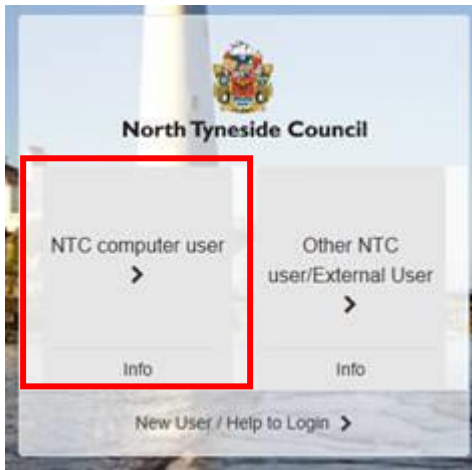 North Tyneside Council
NTC computer user
Other NTC
user/External User
Info
Info
New User / Help to Login